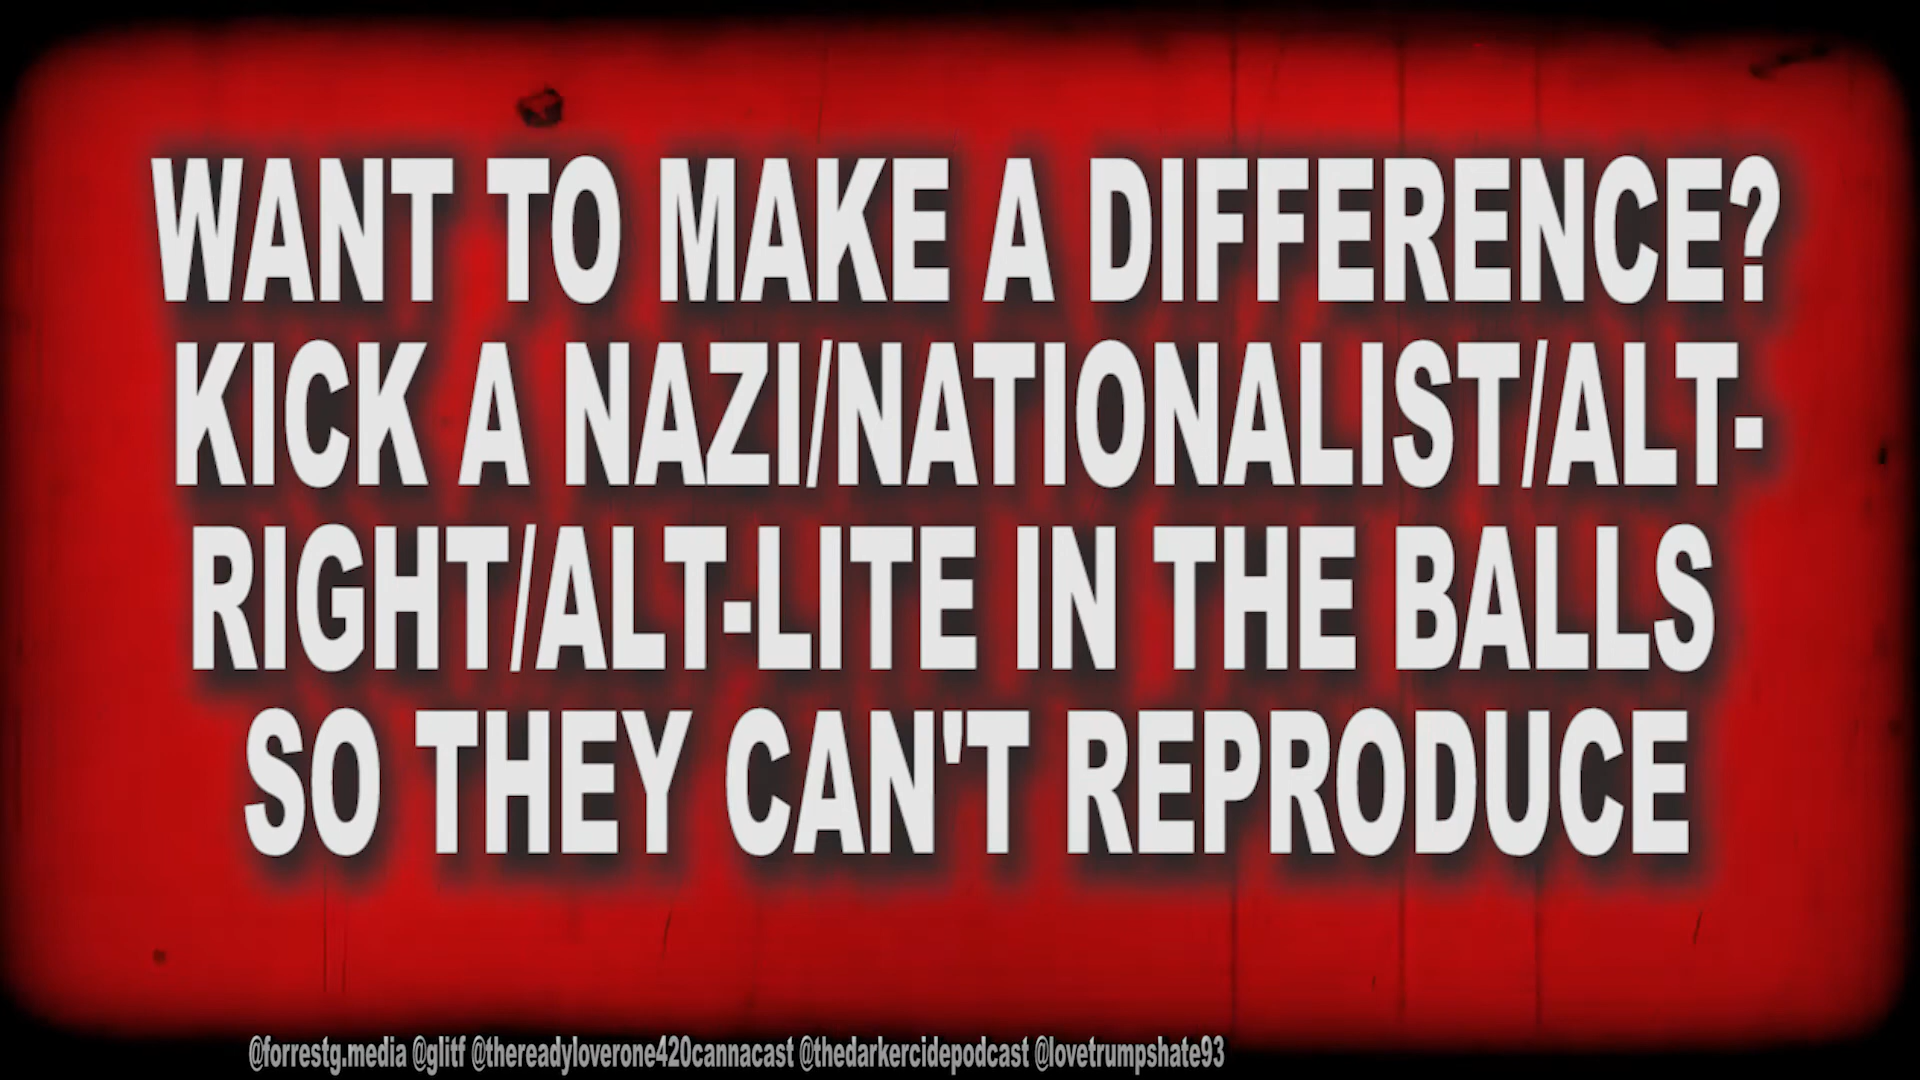 WANT TO MAKE A DIFFERENCE?
KICK A NAZI/NATIONALIST/ALT-
RIGHT/ALT-LITE IN THE BALLS
SO THEY CAN'T REPRODUCE
@forrestg.media @glitf @thereadyloverone420cannacast @thedarkercidepodcast @lovetrumpshate93